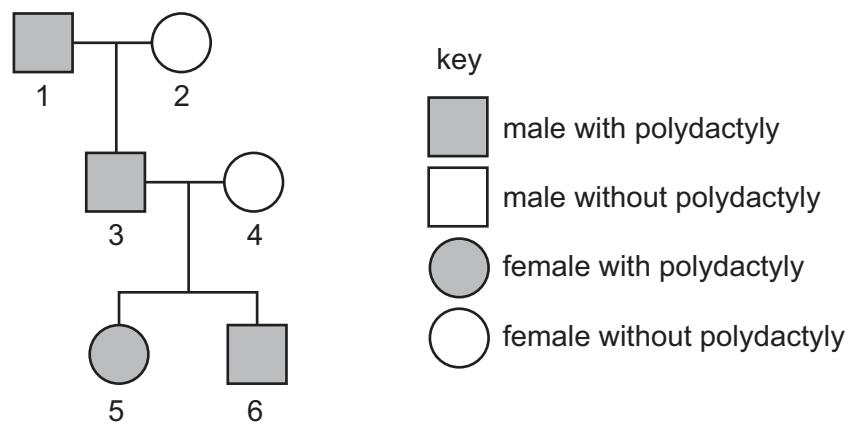 1
2
3
4
5
6
key
male with polydactyly
male without polydactyly
female with polydactyly
female without polydactyly